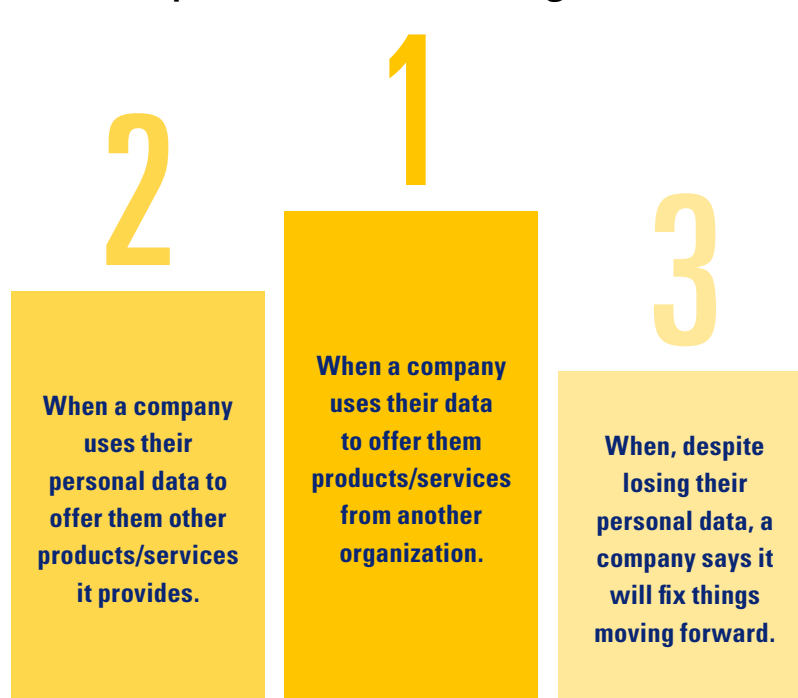 2
When a company
uses their
personal data to
offer them other
products/services
it provides.
1
When a company
uses their data
to offer them
products/services
from another
organization.
3
When, despite
losing their
personal data, a
company says it
will fix things
moving forward.